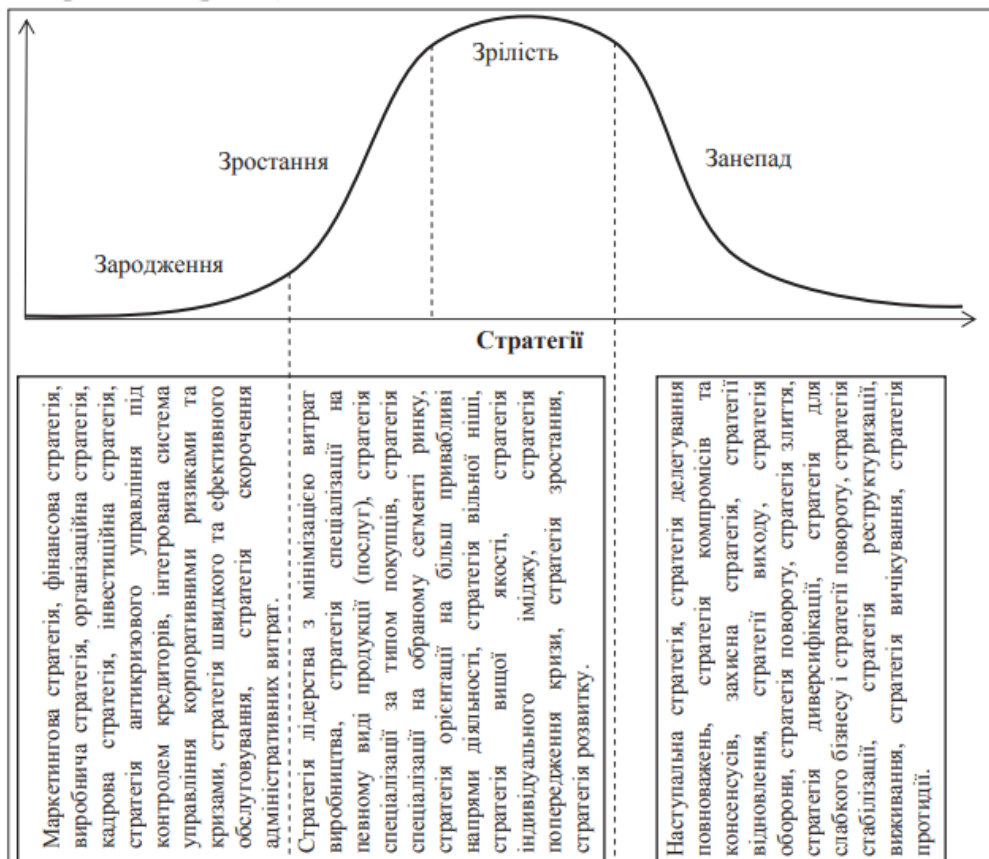 Зрілість
Зростання
Занепад
Зародження
Стратегії
Маркетингова стратегія, фінансова стратегія,
виробнича стратегія, організаційна стратегія,
кадрова стратегія, інвестиційна стратегія,
стратегія антикризового управління під
контролем кредиторів, інтегрована система
управління корпоративними ризиками та
кризами, стратегія швидкого та ефективного
обслуговування, стратегія скорочення
адміністративних витрат.
Стратегія лідерства з мінімізацією витрат
виробництва, стратегія спеціалізації на
певному виді продукції (послуг), стратегія
спеціалізації за типом покупців, стратегія
спеціалізації на обраному сегменті ринку,
стратегія орієнтації на більш привабливі
напрями діяльності, стратегія вільної ніші,
стратегія вищої якості, стратегія
індивідуального іміджу, стратегія
попередження кризи, стратегія зростання,
стратегія розвитку.
Наступальна стратегія, стратегія делегування
повноважень, стратегія компромісів та
консенсусів, захисна стратегія, стратегії
відновлення, стратегії виходу, стратегія
оборони, стратегія повороту, стратегія злиття,
стратегія диверсифікації, стратегія для
слабкого бізнесу і стратегії повороту, стратегія
стабілізації, стратегія реструктуризації,
виживання, стратегія вичікування, стратегія
протидії.